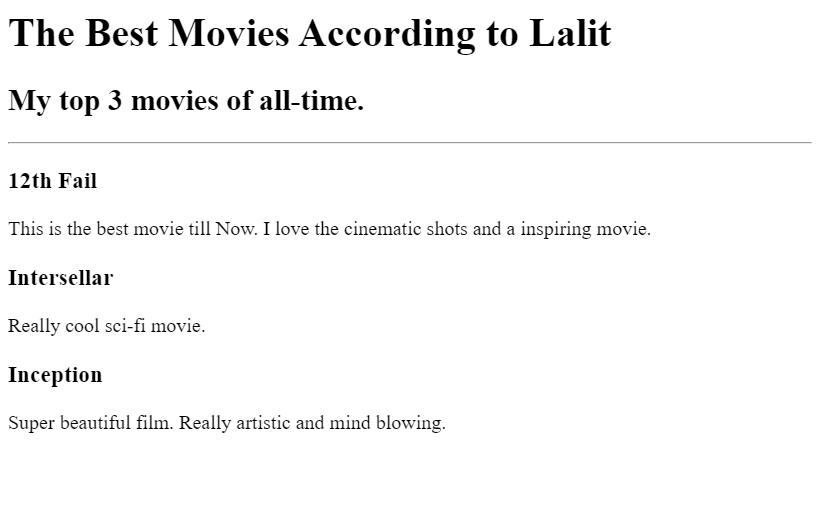 The Best Movies According to Lalit
My top 3 movies of all-time.
12th Fail
This is the best movie till Now. I love the cinematic shots and a inspiring movie.
Intersellar
Really cool sci-fi movie.
Inception
Super beautiful film. Really artistic and mind blowing.